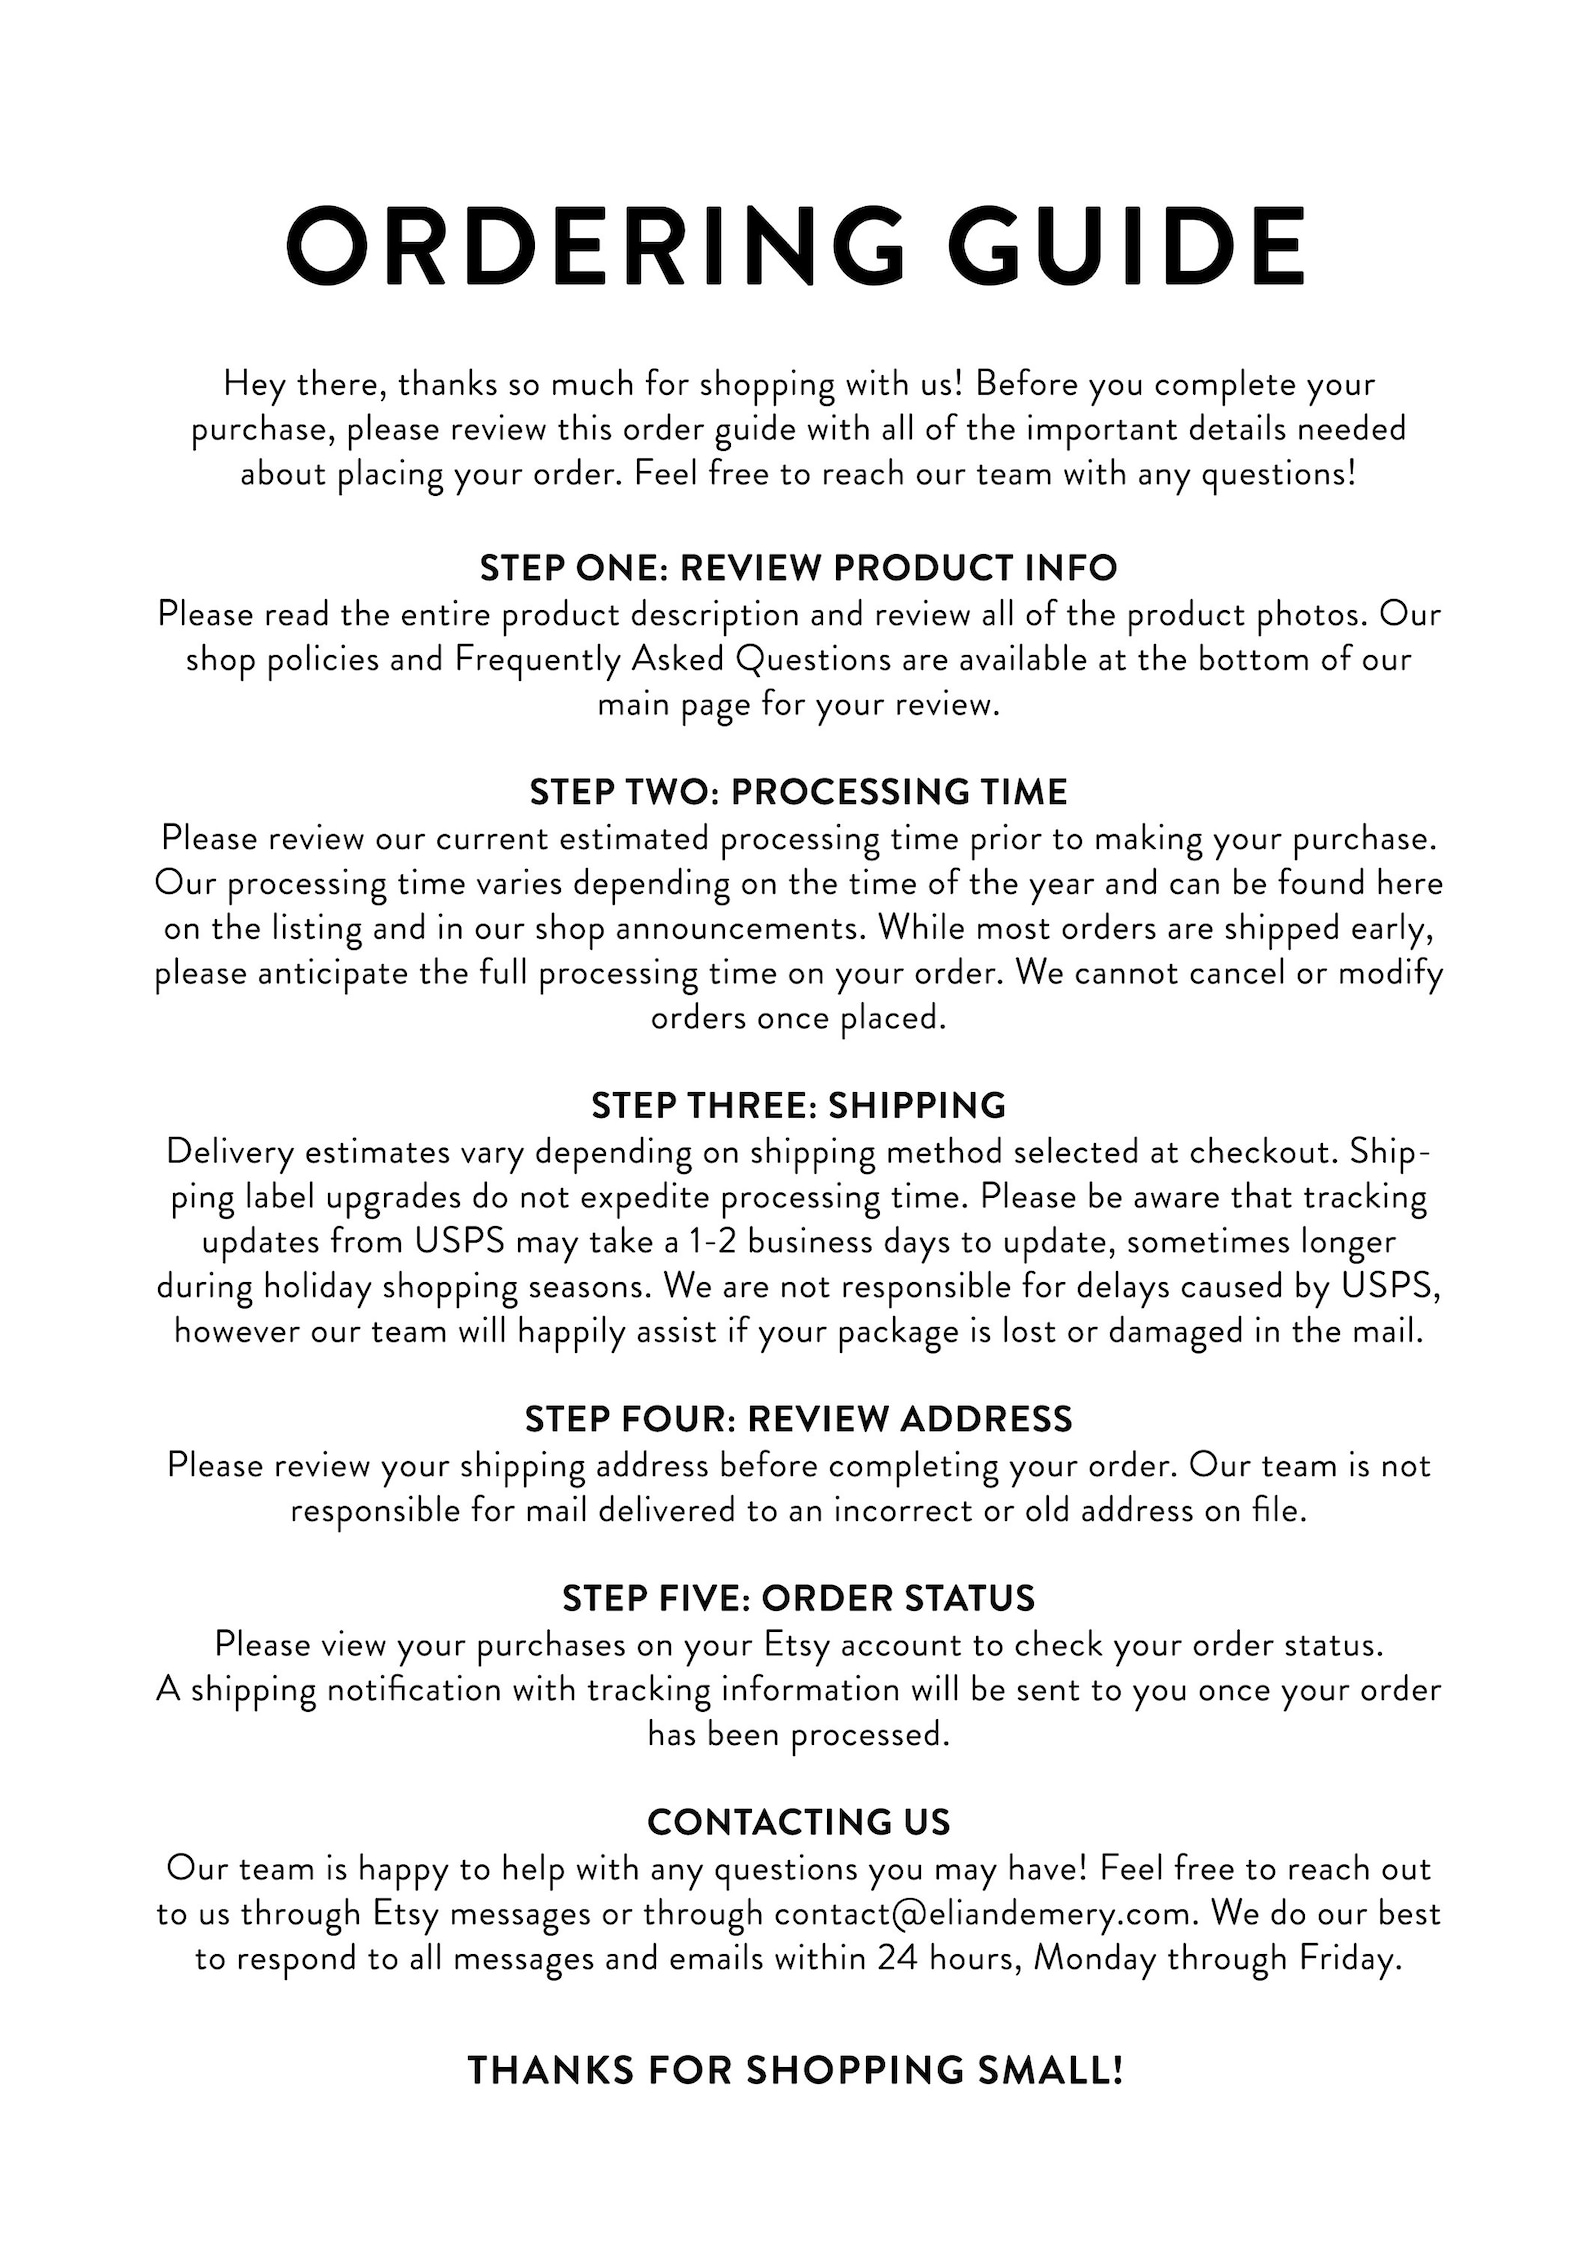 ORDERING GUIDE
Hey there, thanks so much for shopping with us! Before you complete your
purchase, please review this order guide with all of the important details needed
about placing your order. Feel free to reach our team with any questions!
STEP ONE: REVIEW PRODUCT INFO
Please read the entire product description and review all of the product photos. Our
shop policies and Frequently Asked Questions are available at the bottom of our
main page for your review.
STEP TWO: PROCESSING TIME
Please review our current estimated processing time prior to making your purchase.
Our processing time varies depending on the time of the year and can be found here
on the listing and in our shop announcements. While most orders are shipped early,
please anticipate the full processing time on your order. We cannot cancel or modify
orders once placed.
STEP THREE: SHIPPING
Delivery estimates vary depending on shipping method selected at checkout. Ship-
ping label upgrades do not expedite processing time. Please be aware that tracking
updates from USPS may take a 1-2 business days to update, sometimes longer
during holiday shopping seasons. We are not responsible for delays caused by USPS,
however our team will happily assist if your package is lost or damaged in the mail.
STEP FOUR: REVIEW ADDRESS
Please review your shipping address before completing your order. Our team is not
responsible for mail delivered to an incorrect or old address on file.
STEP FIVE: ORDER STATUS
Please view your purchases on your Etsy account to check your order status.
A shipping notification with tracking information will be sent to you once your order
has been processed.
CONTACTING US
Our team is happy to help with any questions you may have! Feel free to reach out
to us through Etsy messages or through contact@eliandemery.com. We do our best
to respond to all messages and emails within 24 hours, Monday through Friday.
THANKS FOR SHOPPING SMALL!